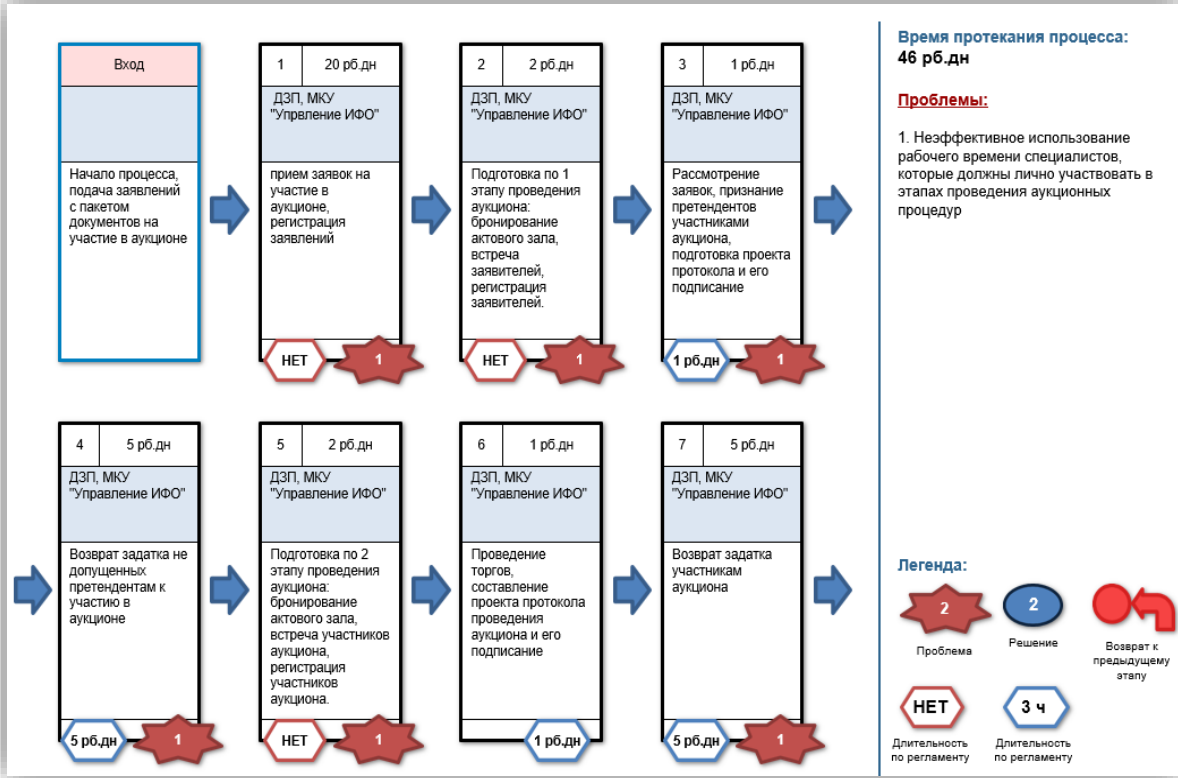 Вход
Начало процесса,
подача заявлений
с пакетом
документов на
участие в аукционе
1
20 рб.дн
ДЗП, МКУ
"Упрвление ИФО"
прием заявок на
участие в
аукционе,
регистрация
заявлений
НЕТ
1
2
2 рб.дн
ДЗП, МКУ
"Упрвление ИФО"
Подготовка по 1
этапу проведения
аукциона:
бронирование
актового зала,
встреча
заявителей,
регистрация
заявителей.
НЕТ
1
3
1 рб.дн
ДЗП, МКУ
"Упрвление ИФО"
Рассмотрение
заявок, признание
претендентов
участниками
аукциона,
подготовка проекта
протокола и его
подписание
1 рб.дн
1
4
5 рб.дн
ДЗП, МКУ
"Управление ИФО"
Возврат задатка не
допущенных
претендентам к
участию в
аукционе
5 рб.дн
1
5
2 рб.дн
ДЗП, МКУ
"Управление ИФО"
Подготовка по 2
этапу проведения
аукциона:
бронирование
актового зала,
встреча участников
аукциона,
регистрация
участников
аукциона.
НЕТ
1
6
1 рб.дн
ДЗП, МКУ
"Управление ИФО"
Проведение
торгов,
составление
проекта протокола
проведения
аукциона и его
подписание
1 рб.дн
7
5 рб.дн
ДЗП, МКУ
"Управление ИФО"
Возврат задатка
участникам
аукциона
5 рб.дн
1
Время протекания процесса:
46 рб.дн
Проблемы:
1. Неэффективное использование
рабочего времени специалистов,
которые должны лично участвовать в
этапах проведения аукционных
процедур
Легенда:
2
Проблема
2
Решение
Возврат к
предыдущему
этапу
НЕТ
Длительность
по регламенту
3 ч
Длительность
по регламенту